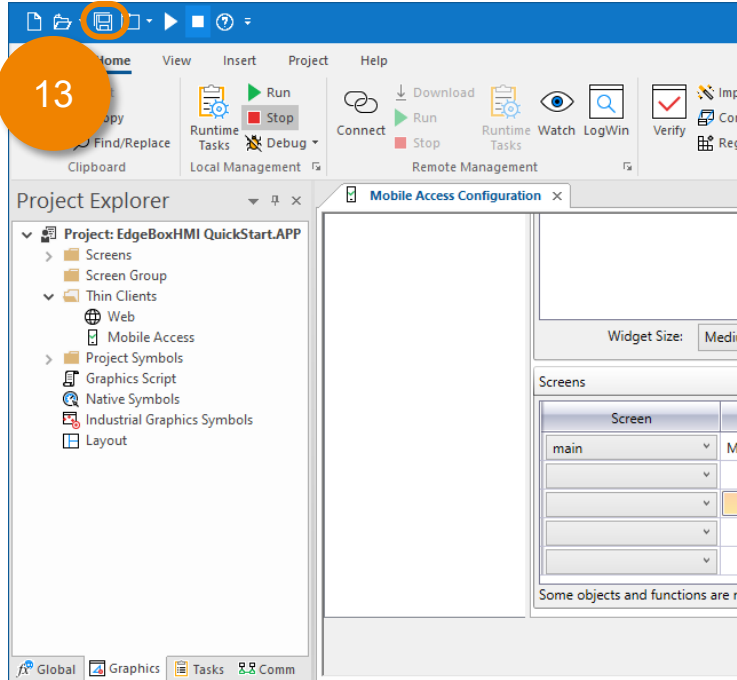 Home View Insert Project Help
13
Find/Replace
Clipboard
Runtime Tasks
Run
Stop
Debug
Local Management
Connect
Download
Run
Stop
Runtime Tasks
Watch
LogWin
Remote Management
Verify
Project Explorer
Project: EdgeBoxHMI QuickStart.APP
Screens
Screen Group
Thin Clients
Web
Mobile Access
Project Symbols
Graphics Script
Native Symbols
Industrial Graphics Symbols
Layout
Global Graphics Tasks Comm
Mobile Access Configuration
Widget Size:
Screens
Screen
main
Some objects and functions are